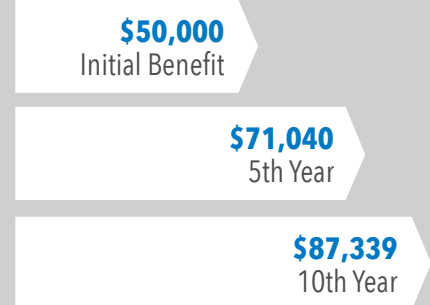 $50,000
Initial Benefit
$71,040
5th Year
$87,339
10th Year